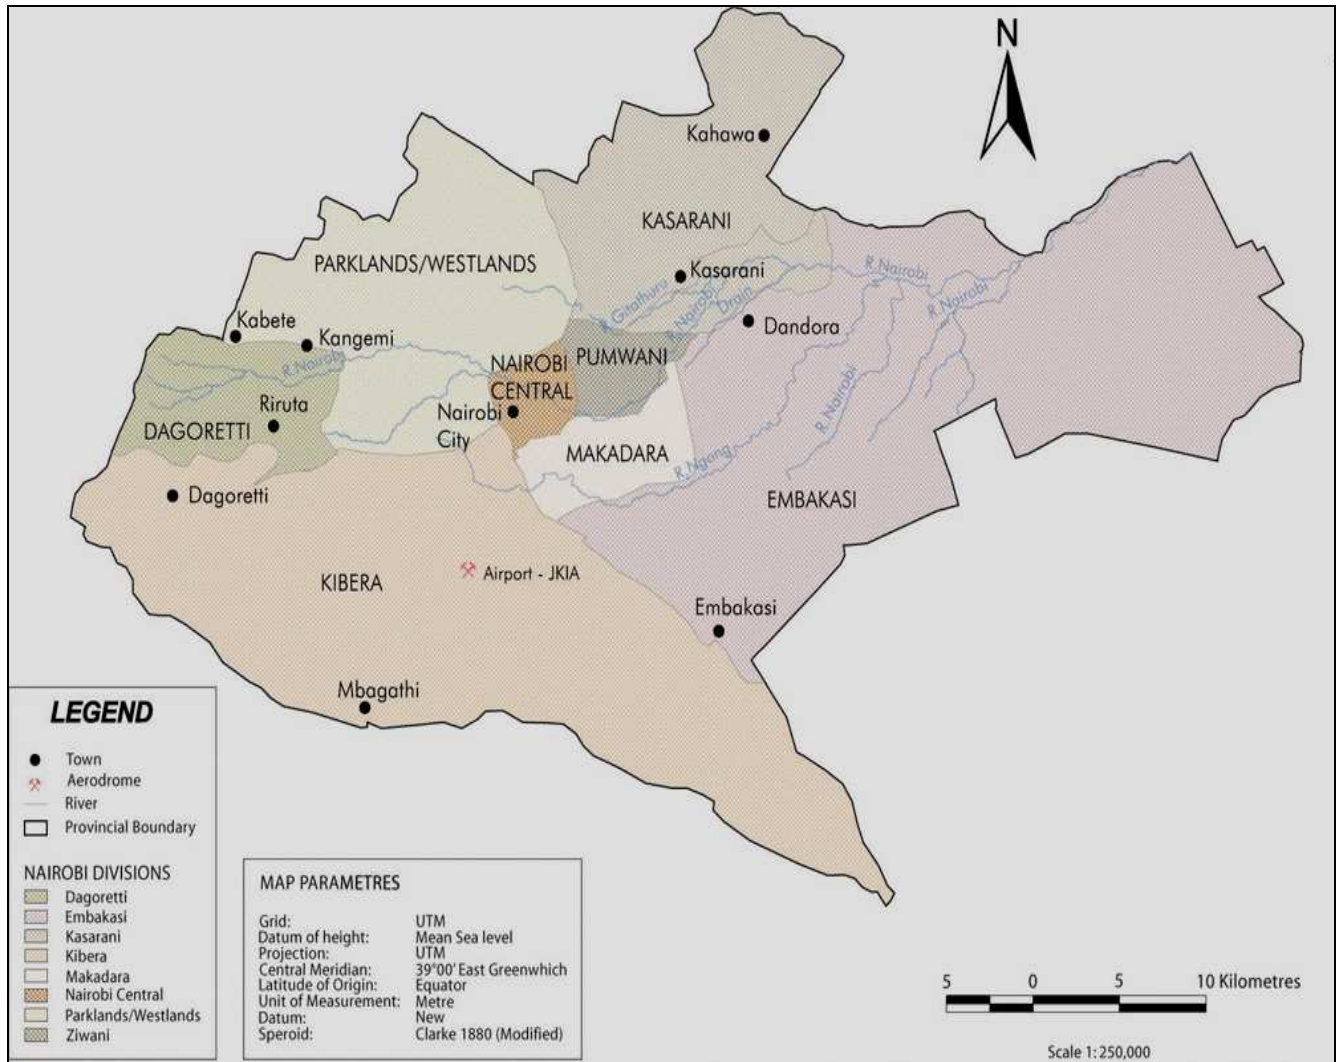 N
Kahawa
KASARANI
PARKLANDS/WESTLANDS
Kasarani
R.Nairobi
R.Gitathuru
R.Nairobi
Drain
R.Nairobi
Kabete
Kangemi
Dandora
R.Nairobi
NAIROBI
CENTRAL
PUMWANI
R.Nairobi
Riruta
Nairobi
City
DAGORETTI
MAKADARA
R.Ngong
Dagoretti
EMBAKASI
KIBERA
Airport - JKIA
Embakasi
Mbagathi
LEGEND
Town
Aerodrome
River
Provincial Boundary
NAIROBI DIVISIONS
Dagoretti
Embakasi
Kasarani
Kibera
Makadara
Nairobi Central
Parklands/Westlands
Ziwani
MAP PARAMETRES
Grid: UTM
Datum of height: Mean Sea level
Projection: UTM
Central Meridian: 39°00' East Greenwhich
Latitude of Origin: Equator
Unit of Measurement: Metre
Datum: New
Speroid: Clarke 1880 (Modified)
5 0 5 10 Kilometres
Scale 1: 250,000